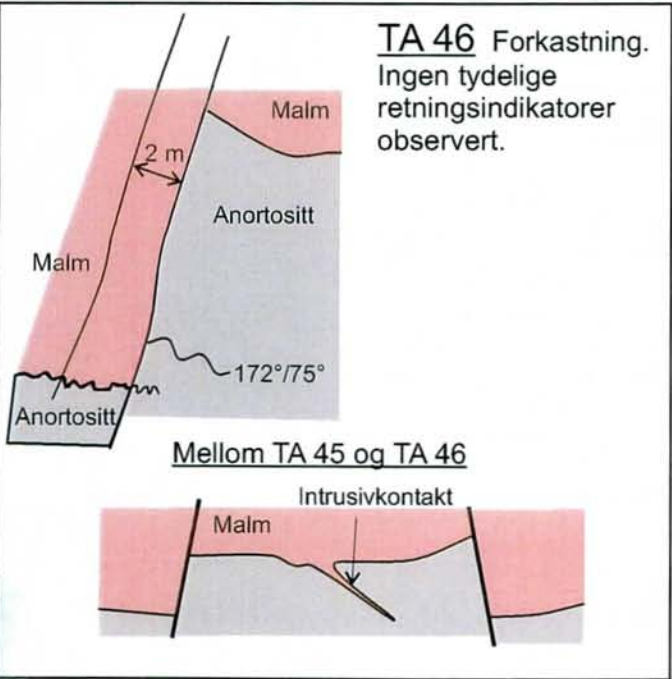 TA 46 Forkastning.
Ingen tydelige
retningsindikatorer
observert.
Malm
2 m
Anortositt
Malm
172°/75°
Anortositt
Mellom TA 45 og TA 46
Intrusivkontakt
Malm